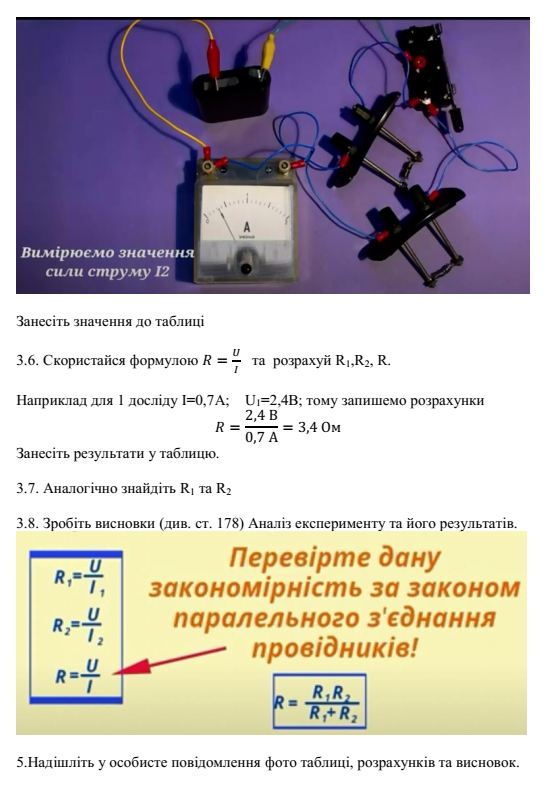 A
Вимірюємо значення
сили струму I2
Занесіть значення до таблиці
3.6. Скористайся формулою R = U/I та розрахуй R₁,R₂, R.
Наприклад для 1 досліду I=0,7А; U₁=2,4В; тому запишемо розрахунки
R = 2,4 В / 0,7 А = 3,4 Ом
Занесіть результати у таблицю.
3.7. Аналогічно знайдіть R₁ та R₂
3.8. Зробіть висновки (див. ст. 178) Аналіз експерименту та його результатів.
R₁=U/I₁
R₂=U/I₂
R=U/I
Перевірте дану
закономірність за законом
паралельного з'єднання
провідників!
R = R₁R₂/R₁+R₂
5.Надішліть у особисте повідомлення фото таблиці, розрахунків та висновок.